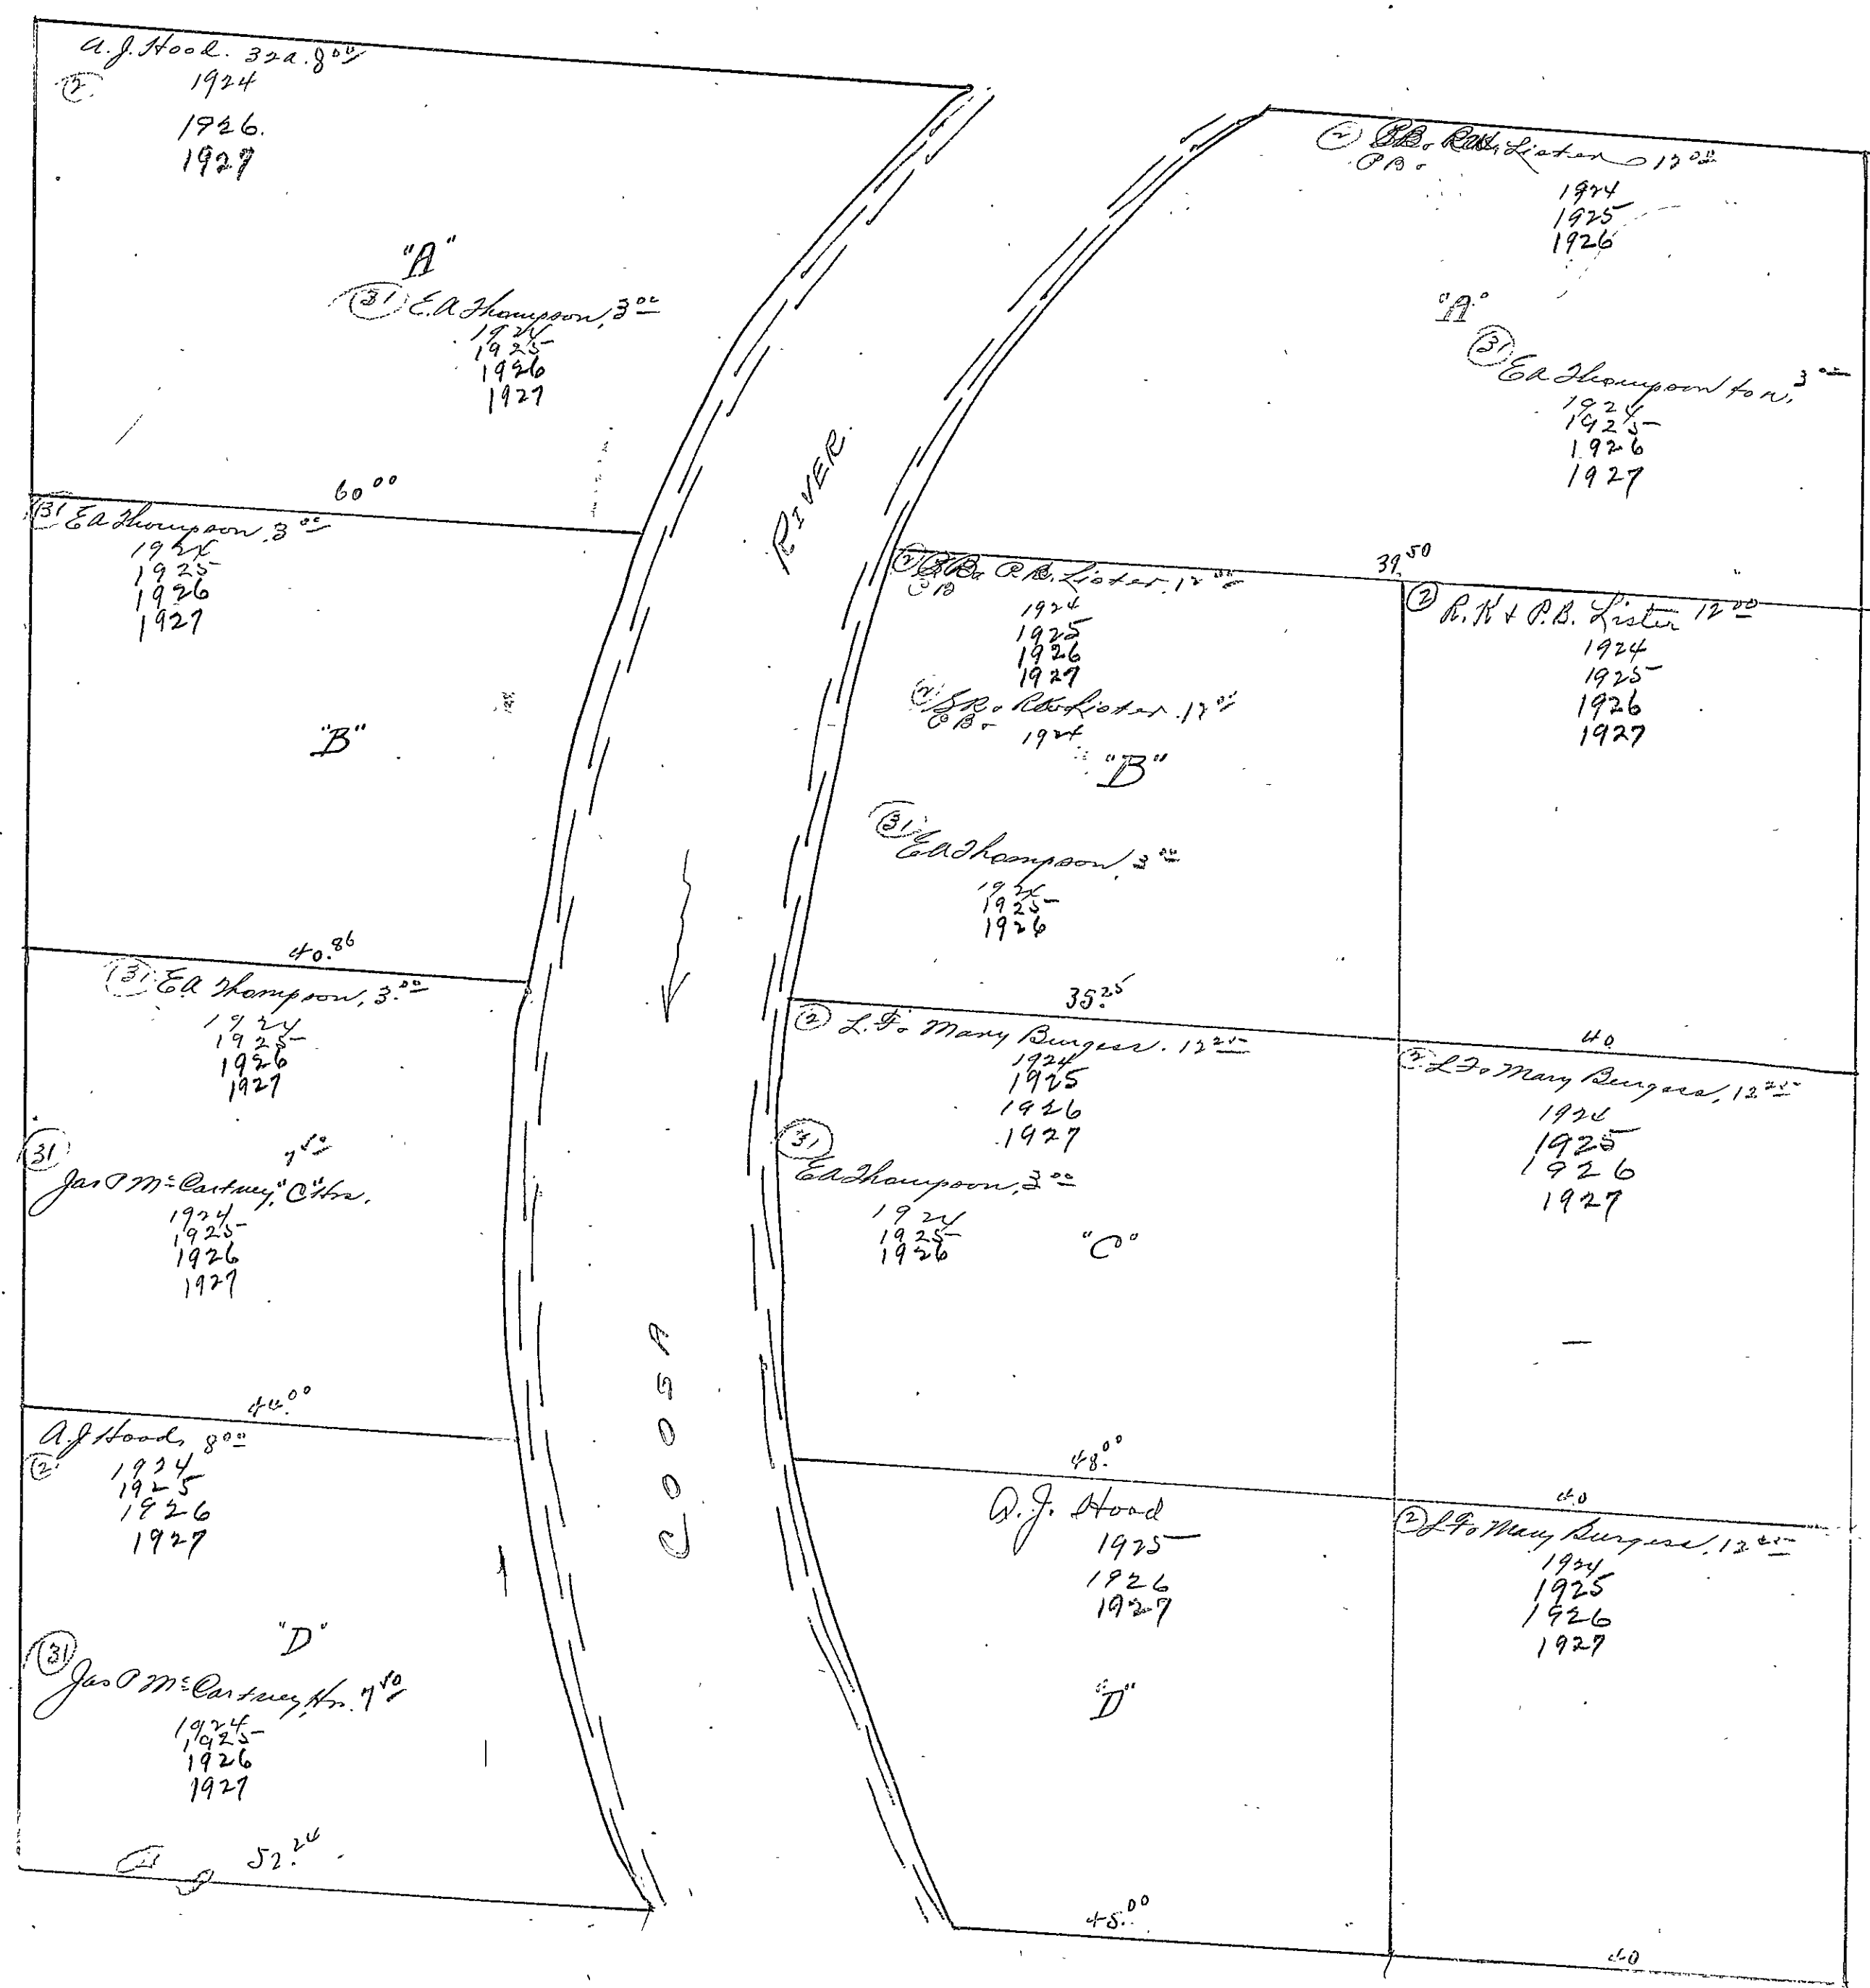 A.J. Hood. 32a. 8 00
2
1924
1926.
1927
"A"
31 E.A Thompson, 3 00
1924
1925
1926
1927
60 00
31 EA Thompson, 3 00
1924
1925
1926
1927
"B"
40. 86
31 E.A Thompson, 3. 00
1924
1925
1926
1927
31
7 50
Jas P McCartney, "C" Hrs.
1924
1925
1926
1927
44. 00
A.J Hood, 8 00
2
1924
1925
1926
1927
"D"
31
Jas P McCartney, Hrs. 7 50
1924
1925
1926
1927
52. 24
RIVER.
COOSA
2 Lister 12 00
P.B.
1924
1925
1926
"A"
31
EA Thompson 3 00
1924
1925
1926
1927
39. 50
2 Lister. 12 00
1924
1925
1926
1927
2 Lister. 12 00
1924
"B"
31
EA Thompson, 3 00
1924
1925
1926
35. 25
2 R.K + P.B. Lister 12 00
1924
1925
1926
1927
40
2 L.F. Mary Burgess. 12 25
1924
1925
1926
1927
31
EA Thompson, 3 00
1924
1925
1926
"C"
48. 00
2 L.F. Mary Burgess, 12 25
1924
1925
1926
1927
40
A.J. Hood
1925
1926
1927
"D"
45. 00
2 L.F. Mary Burgess, 12 25
1924
1925
1926
1927
40